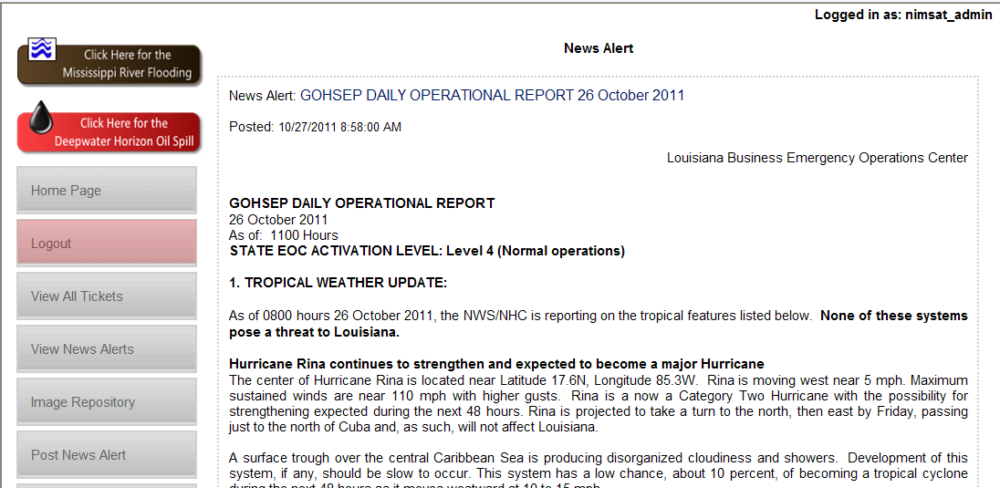 Logged in as: nimsat_admin
Click Here for the
Mississippi River Flooding
Click Here for the
Deepwater Horizon Oil Spill
Home Page
Logout
View All Tickets
View News Alerts
Image Repository
Post News Alert
News Alert
News Alert: GOHSEP DAILY OPERATIONAL REPORT 26 October 2011
Posted: 10/27/2011 8:58:00 AM
Louisiana Business Emergency Operations Center
GOHSEP DAILY OPERATIONAL REPORT
26 October 2011
As of: 1100 Hours
STATE EOC ACTIVATION LEVEL: Level 4 (Normal operations)
1. TROPICAL WEATHER UPDATE:
As of 0800 hours 26 October 2011, the NWS/NHC is reporting on the tropical features listed below. None of these systems
pose a threat to Louisiana.
Hurricane Rina continues to strengthen and expected to become a major Hurricane
The center of Hurricane Rina is located near Latitude 17.6N, Longitude 85.3W. Rina is moving west near 5 mph. Maximum
sustained winds are near 110 mph with higher gusts. Rina is a now a Category Two Hurricane with the possibility for
strengthening expected during the next 48 hours. Rina is projected to take a turn to the north, then east by Friday, passing
just to the north of Cuba and, as such, will not affect Louisiana.
A surface trough over the central Caribbean Sea is producing disorganized cloudiness and showers. Development of this
system, if any, should be slow to occur. This system has a low chance, about 10 percent, of becoming a tropical cyclone
during the next 48 hours as it moves westward at 10 to 15 mph.